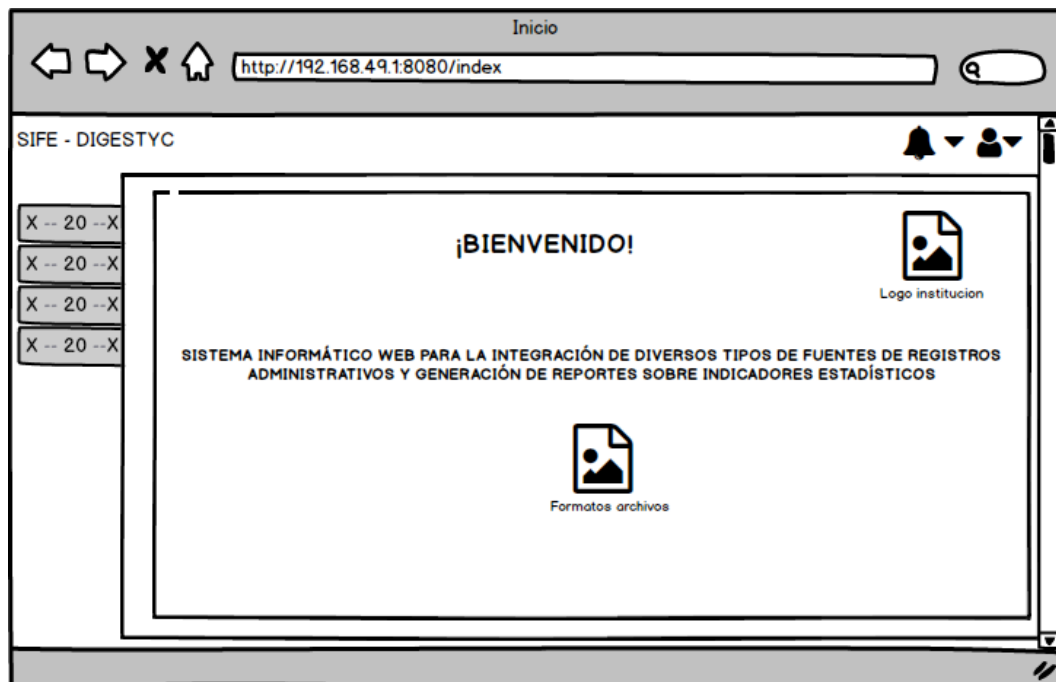 Inicio
http://192.168.49.1:8080/index
SIFE - DIGESTYC
X -- 20 --X
X -- 20 --X
X -- 20 --X
X -- 20 --X
¡BIENVENIDO!
Logo institucion
SISTEMA INFORMÁTICO WEB PARA LA INTEGRACIÓN DE DIVERSOS TIPOS DE FUENTES DE REGISTROS
ADMINISTRATIVOS Y GENERACIÓN DE REPORTES SOBRE INDICADORES ESTADÍSTICOS
Formatos archivos